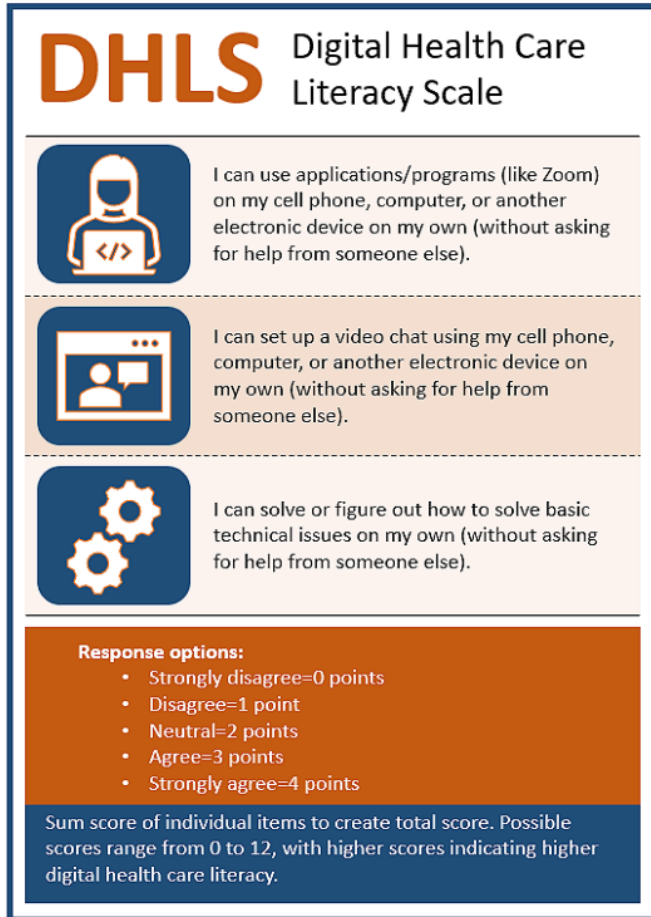 DHLS Digital Health Care
Literacy Scale
I can use applications/programs (like Zoom)
on my cell phone, computer, or another
electronic device on my own (without asking
for help from someone else).
</>
I can set up a video chat using my cell phone,
computer, or another electronic device on
my own (without asking for help from
someone else).
I can solve or figure out how to solve basic
technical issues on my own (without asking
for help from someone else).
Response options:
• Strongly disagree=0 points
• Disagree=1 point
• Neutral=2 points
• Agree=3 points
• Strongly agree=4 points
Sum score of individual items to create total score. Possible
scores range from 0 to 12, with higher scores indicating higher
digital health care literacy.